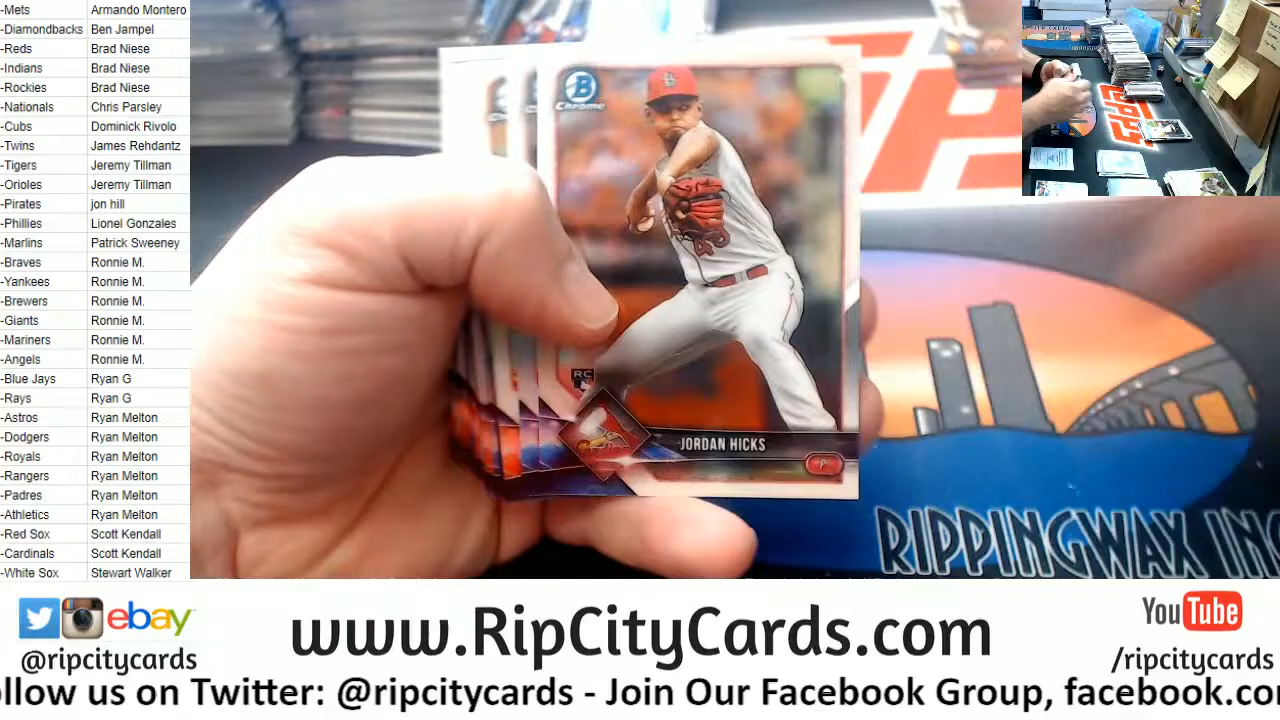 -Mets Armando Montero
-Diamondbacks Ben Jampel
-Reds Brad Niese
-Indians Brad Niese
-Rockies Brad Niese
-Nationals Chris Parsley
-Cubs Dominick Rivolo
-Twins James Rehdantz
-Tigers Jeremy Tillman
-Orioles Jeremy Tillman
-Pirates jon hill
-Phillies Lionel Gonzales
-Marlins Patrick Sweeney
-Braves Ronnie M.
-Yankees Ronnie M.
-Brewers Ronnie M.
-Giants Ronnie M.
-Mariners Ronnie M.
-Angels Ronnie M.
-Blue Jays Ryan G
-Rays Ryan G
-Astros Ryan Melton
-Dodgers Ryan Melton
-Royals Ryan Melton
-Rangers Ryan Melton
-Padres Ryan Melton
-Athletics Ryan Melton
-Red Sox Scott Kendall
-Cardinals Scott Kendall
-White Sox Stewart Walker
B
Chrome
48
RC
JORDAN HICKS
P
RIPPINGWAX INC
ebay
@ripcitycards
www.RipCityCards.com
YouTube
/ripcitycards
ollow us on Twitter: @ripcitycards - Join Our Facebook Group, facebook.co